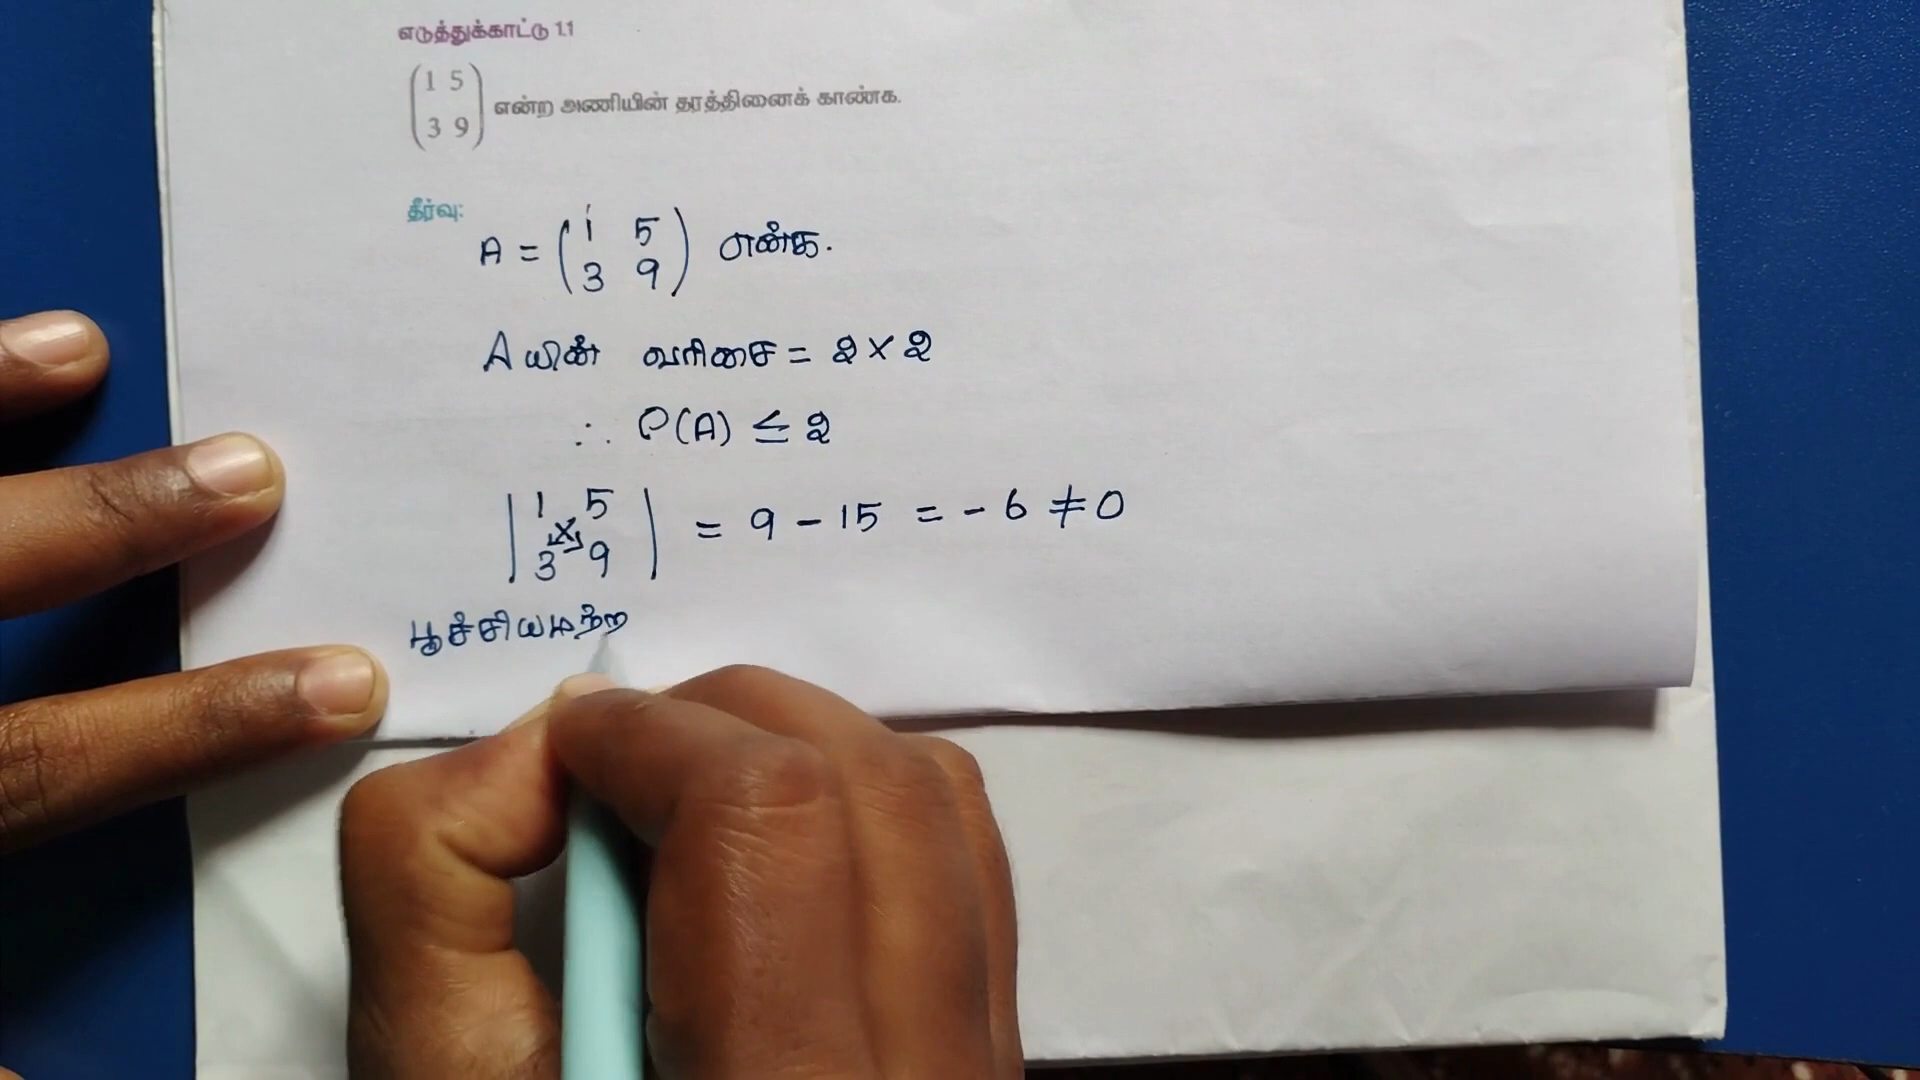 எடுத்துக்காட்டு 1.1
(1 5
3 9) என்ற அணியின் தரத்தினைக் காண்க.
தீர்வு:
A = (1 5
3 9) என்க.
A யின் வரிசை = 2 × 2
∴ ρ(A) ≤ 2
|1 5
3 9| = 9 - 15 = - 6 ≠ 0
பூச்சியமற்ற